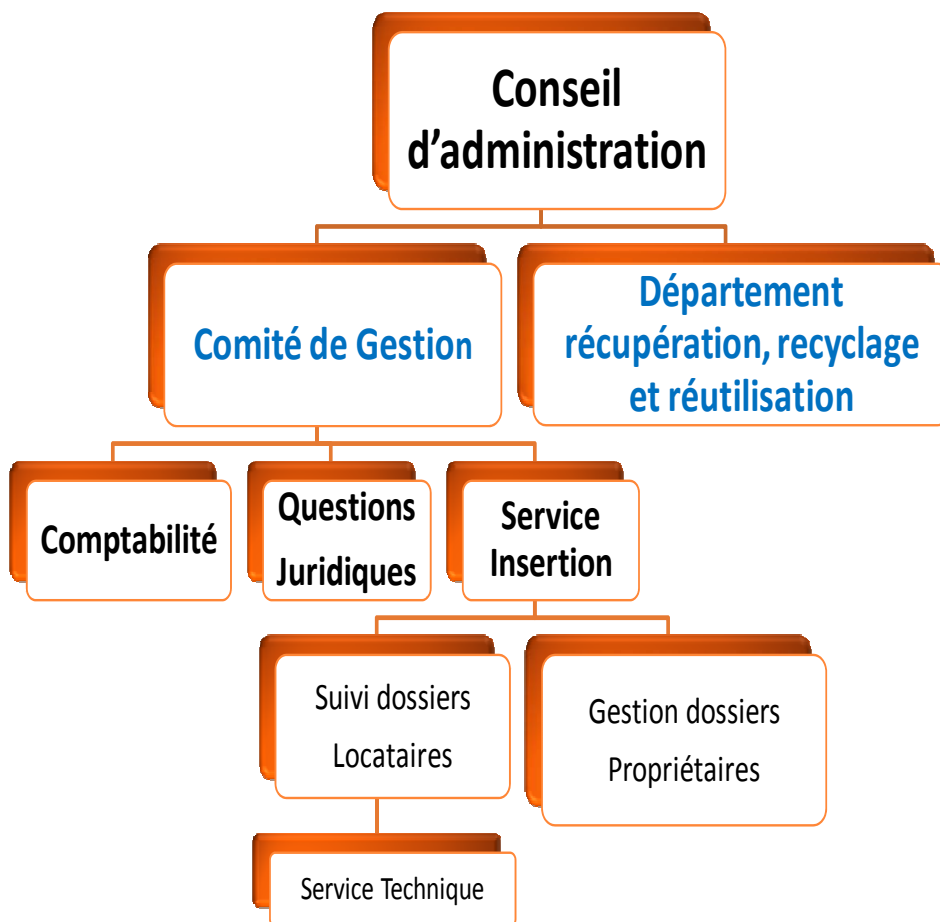 Conseil
d’administration
Comité de Gestion
Département
récupération, recyclage
et réutilisation
Comptabilité
Questions
Juridiques
Service
Insertion
Suivi dossiers
Locataires
Gestion dossiers
Propriétaires
Service Technique